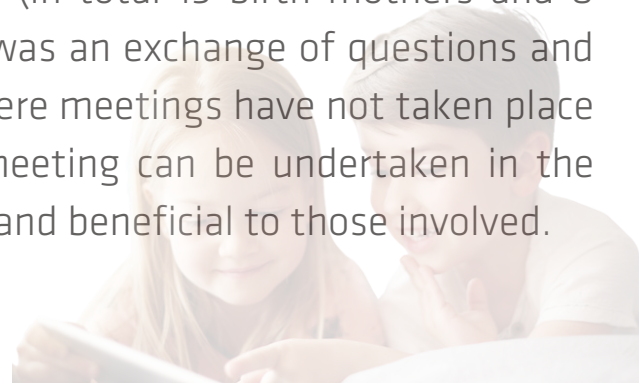 (in total birth mothers and
was an exchange of questions and
ere meetings have not taken place
meeting can be undertaken in the
and beneficial to those involved.